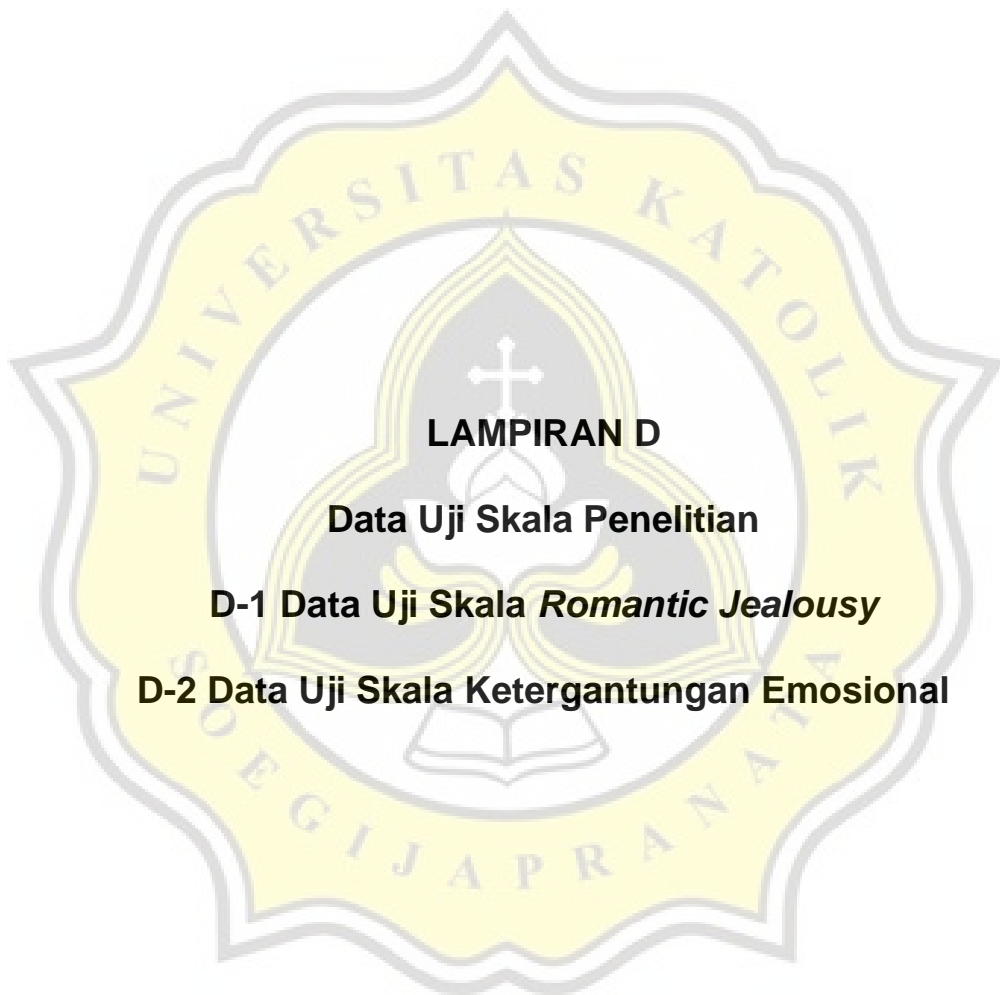 UNIVERSITAS KATOLIK
LAMPIRAN D
Data Uji Skala Penelitian
D-1 Data Uji Skala Romantic Jealousy
D-2 Data Uji Skala Ketergantungan Emosional
SOEGIJAPRANATA